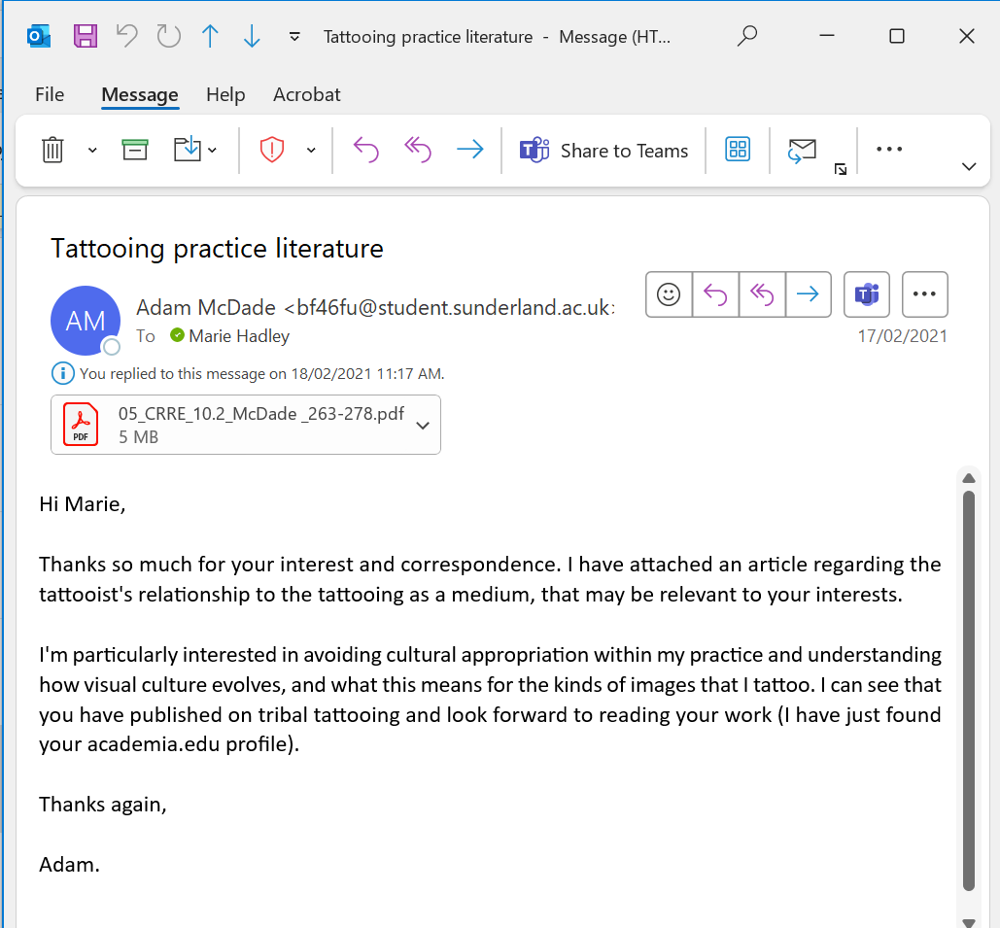 Tattooing practice literature - Message (HT...
File Message Help Acrobat
Share to Teams
Tattooing practice literature
AM
Adam McDade <bf46fu@student.sunderland.ac.uk>
To Marie Hadley
17/02/2021
You replied to this message on 18/02/2021 11:17 AM.
05_CRRE_10.2_McDade _263-278.pdf
PDF
5 MB
Hi Marie,
Thanks so much for your interest and correspondence. I have attached an article regarding the
tattooist's relationship to the tattooing as a medium, that may be relevant to your interests.
I'm particularly interested in avoiding cultural appropriation within my practice and understanding
how visual culture evolves, and what this means for the kinds of images that I tattoo. I can see that
you have published on tribal tattooing and look forward to reading your work (I have just found
your academia.edu profile).
Thanks again,
Adam.